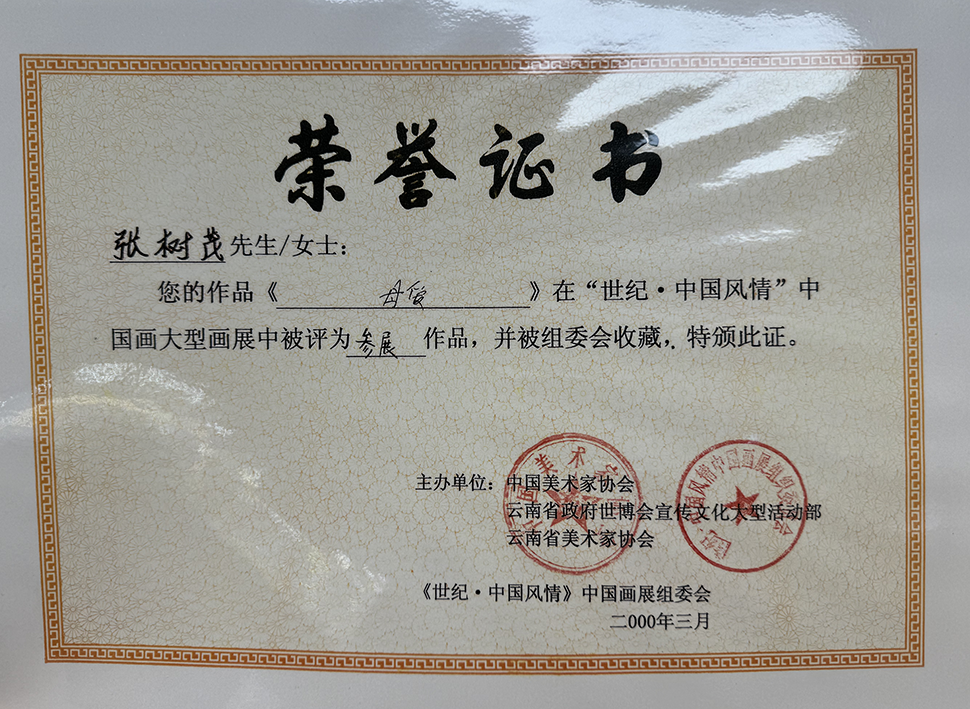 荣誉证书
张树茂先生/女士：
您的作品《母爱》在“世纪·中国风情”中
国画大型画展中被评为参展作品，并被组委会收藏，特颁此证。
主办单位：中国美术家协会
云南省政府世博会宣传文化大型活动部
云南省美术家协会
《世纪·中国风情》中国画展组委会
二000年三月